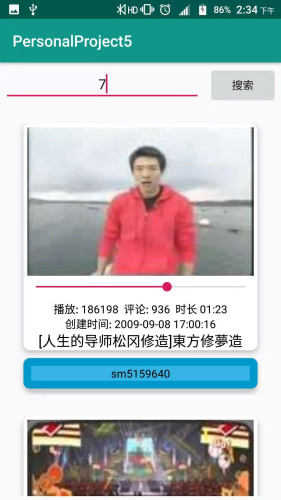 HD 86% 2:34 下午
PersonalProject5
7
搜索
播放: 186198 评论: 936 时长 01:23
创建时间: 2009-09-08 17:00:16
[人生的导师松冈修造]東方修夢造
sm5159640